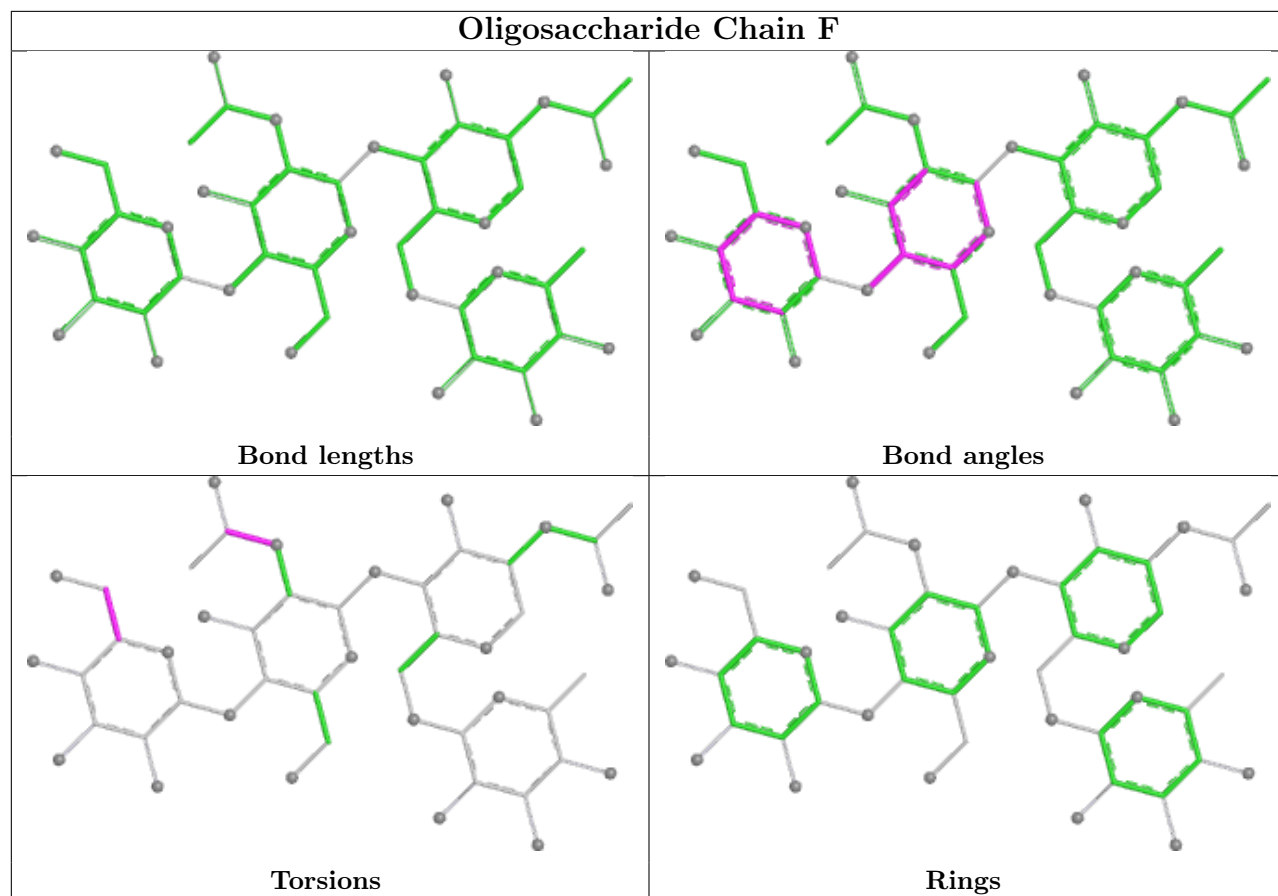 Oligosaccharide Chain F
Bond lengths
Bond angles
Torsions
Rings